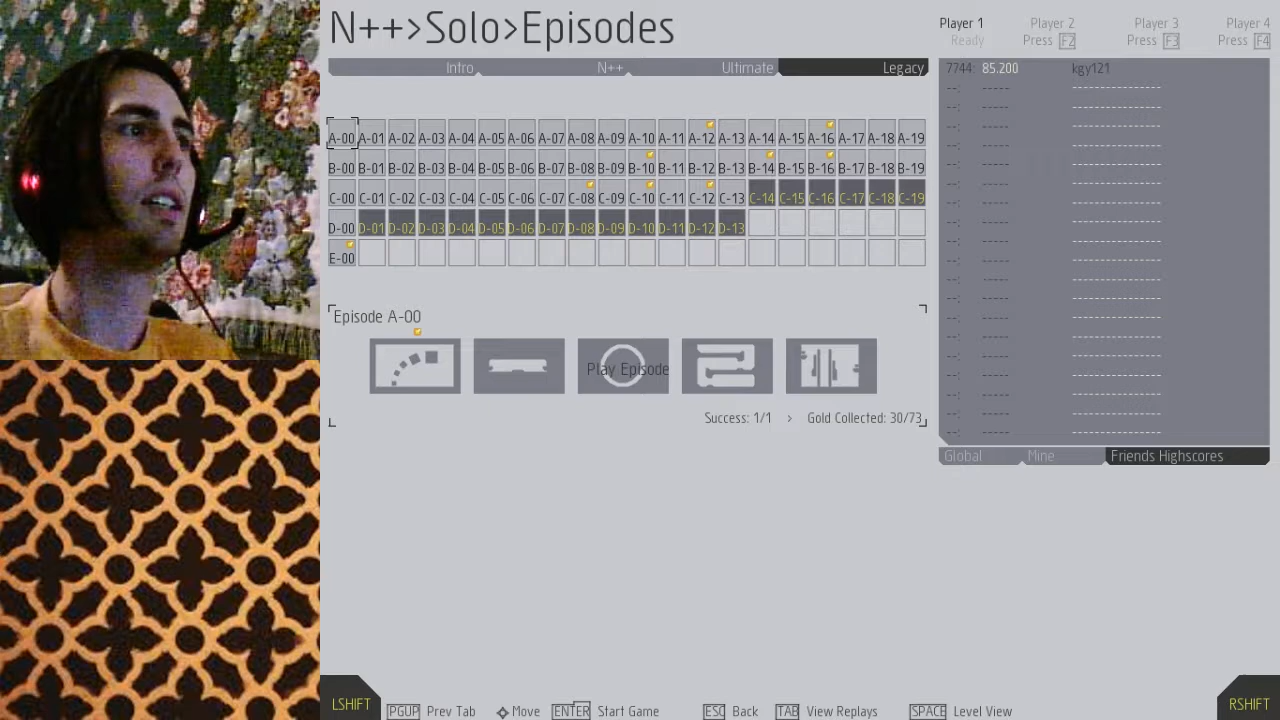 N++>Solo>Episodes
Player 1 Player 2 Player 3 Player 4
Ready Press F2 Press F3 Press F4
Intro N++ Ultimate Legacy
7744: 85.200 kgy121
A-00 A-01 A-02 A-03 A-04 A-05 A-06 A-07 A-08 A-09 A-10 A-11 A-12 A-13 A-14 A-15 A-16 A-17 A-18 A-19
B-00 B-01 B-02 B-03 B-04 B-05 B-06 B-07 B-08 B-09 B-10 B-11 B-12 B-13 B-14 B-15 B-16 B-17 B-18 B-19
C-00 C-01 C-02 C-03 C-04 C-05 C-06 C-07 C-08 C-09 C-10 C-11 C-12 C-13 C-14 C-15 C-16 C-17 C-18 C-19
D-00 D-01 D-02 D-03 D-04 D-05 D-06 D-07 D-08 D-09 D-10 D-11 D-12 D-13
E-00
Episode A-00
Play Episode
Success: 1/1 > Gold Collected: 30/73
Global Mine Friends Highscores
LSHIFT PGUP Prev Tab Move ENTER Start Game ESC Back TAB View Replays SPACE Level View RSHIFT